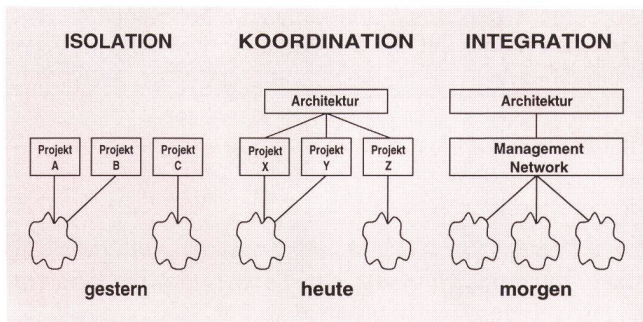 ISOLATION
KOORDINATION
INTEGRATION
Architektur
Architektur
Projekt
A
Projekt
B
Projekt
C
Projekt
X
Projekt
Y
Projekt
Z
Management
Network
gestern
heute
morgen